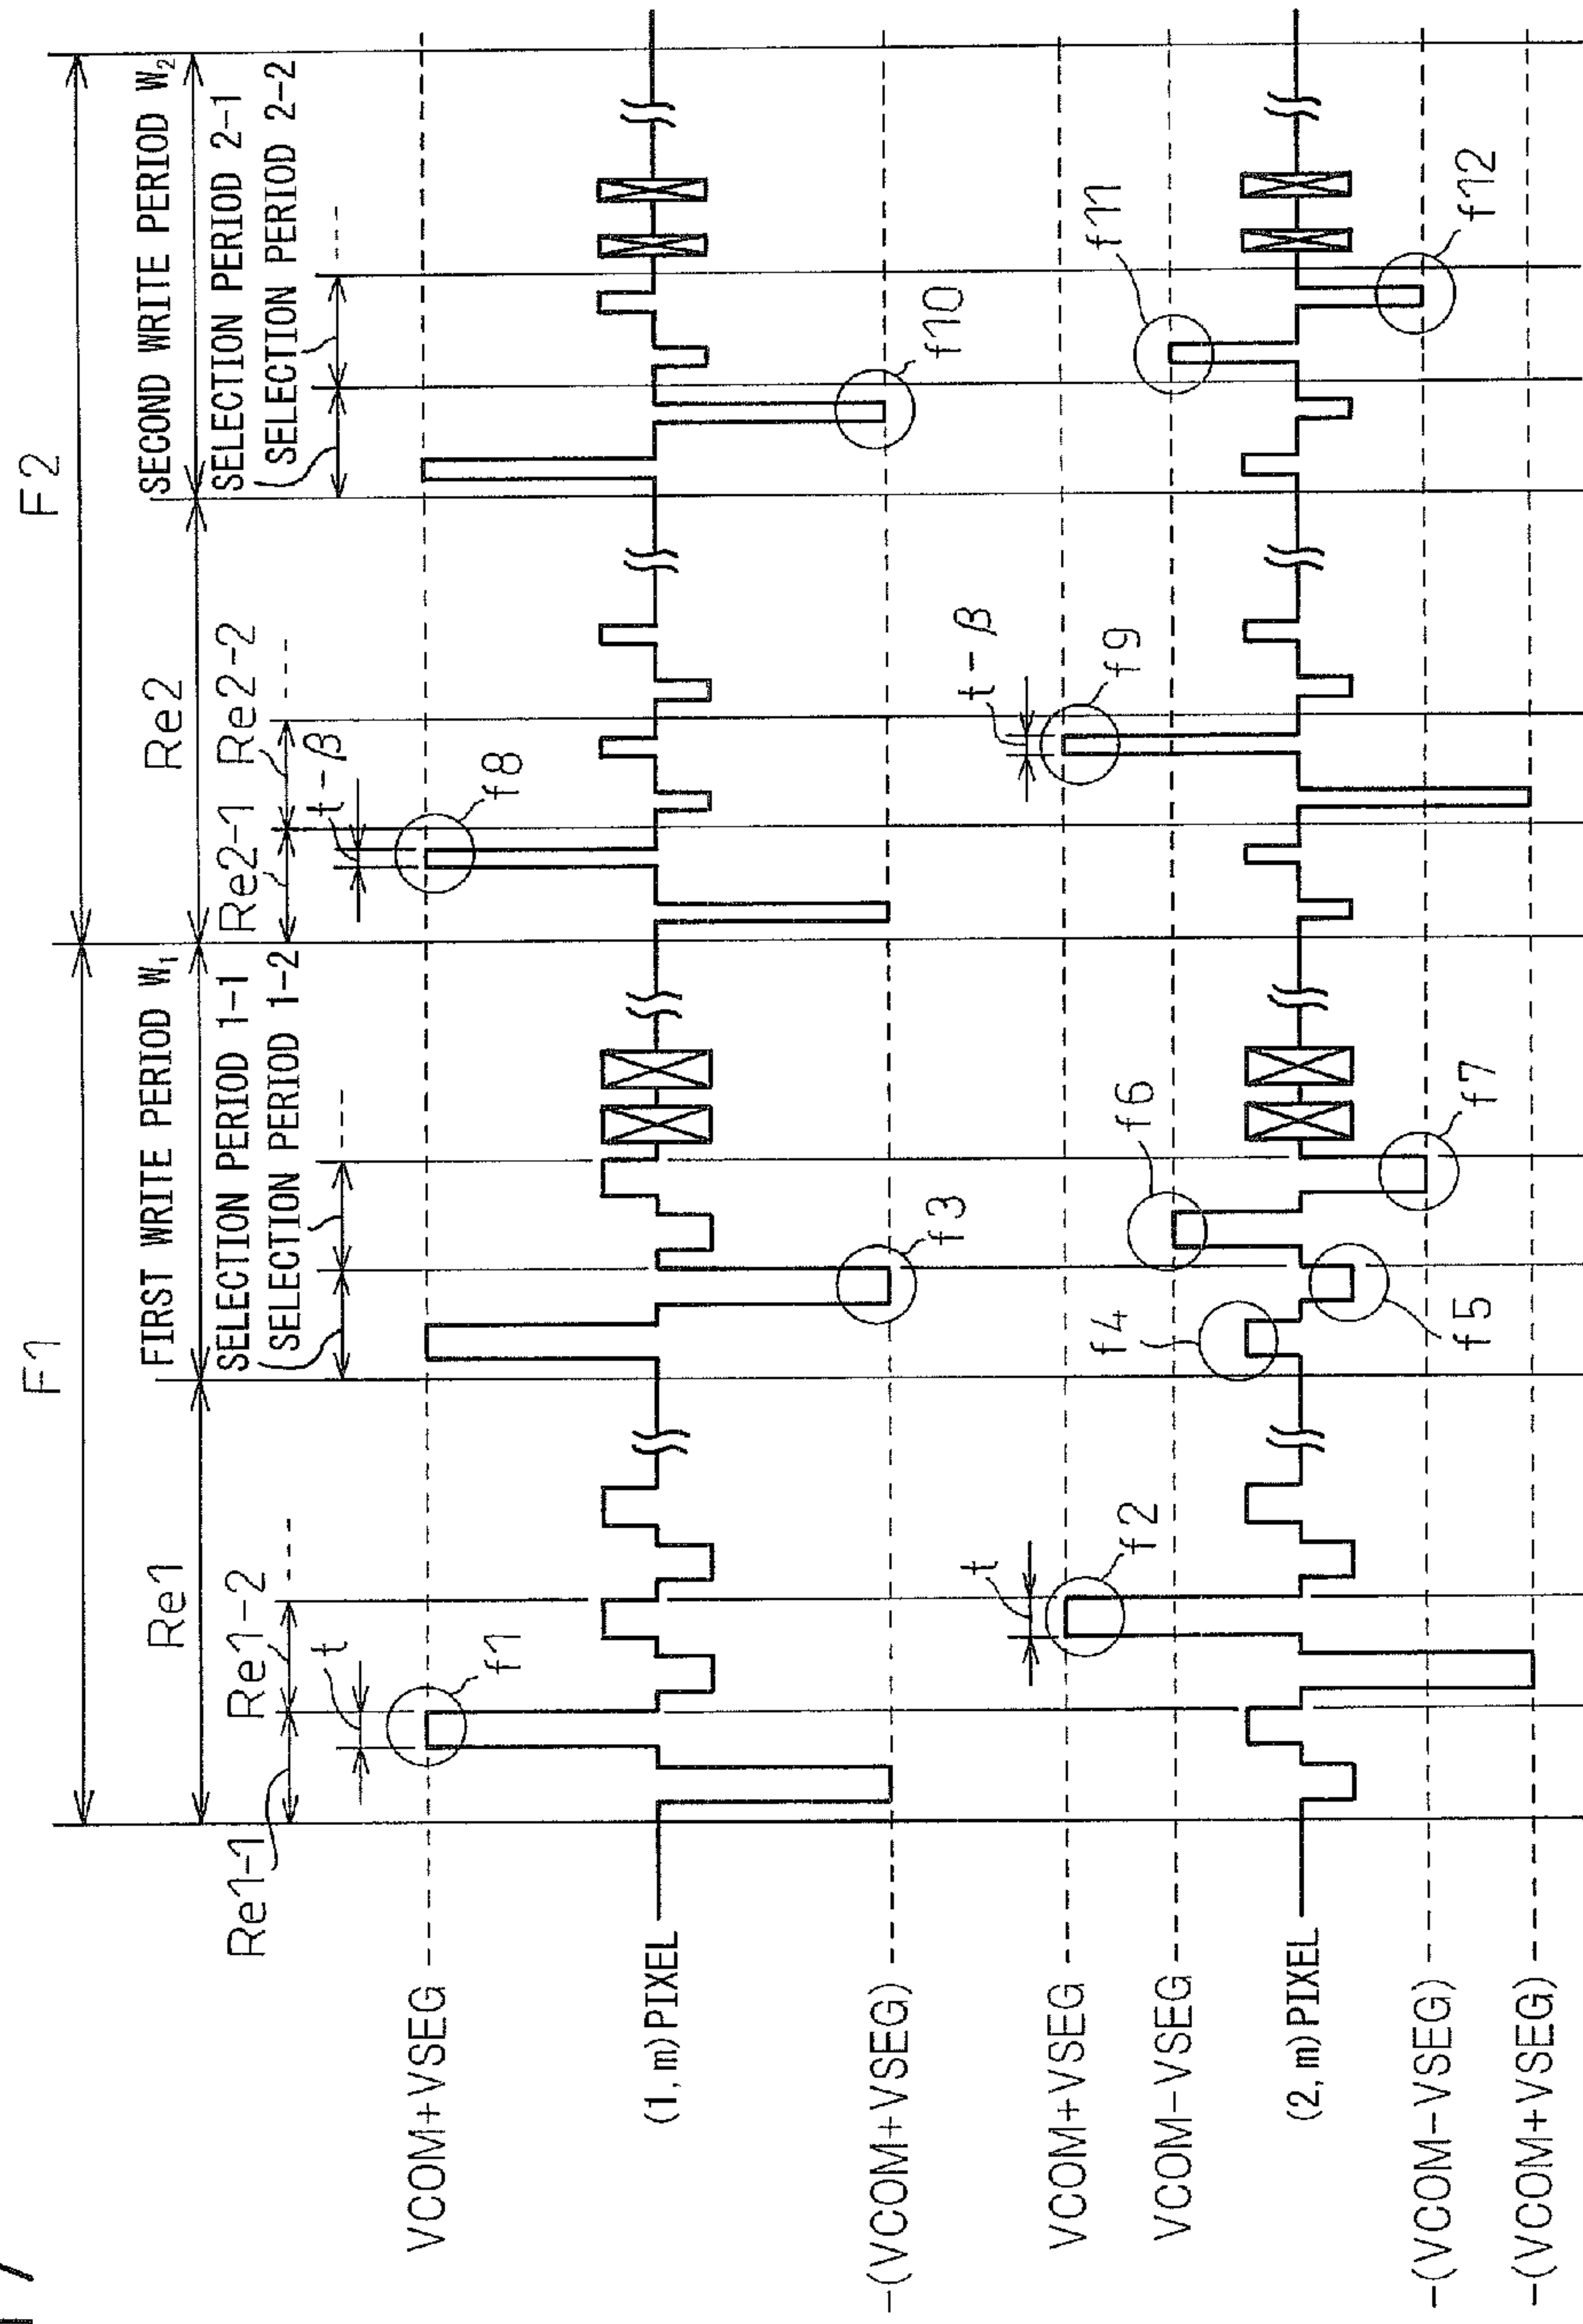 F1
F2
Re1
FIRST WRITE PERIOD W₁
Re2
SECOND WRITE PERIOD W₂
Re1-1
Re1-2
SELECTION PERIOD 1-1
(SELECTION PERIOD 1-2
Re2-1
Re2-2
SELECTION PERIOD 2-1
(SELECTION PERIOD 2-2
t
t-β
VCOM+VSEG
f1
f8
(1,m)PIXEL
-(VCOM+VSEG)
f3
f10
t
t-β
VCOM+VSEG
f2
f9
VCOM-VSEG
f4
f6
f11
(2,m)PIXEL
-(VCOM-VSEG)
f5
f7
f12
-(VCOM+VSEG)